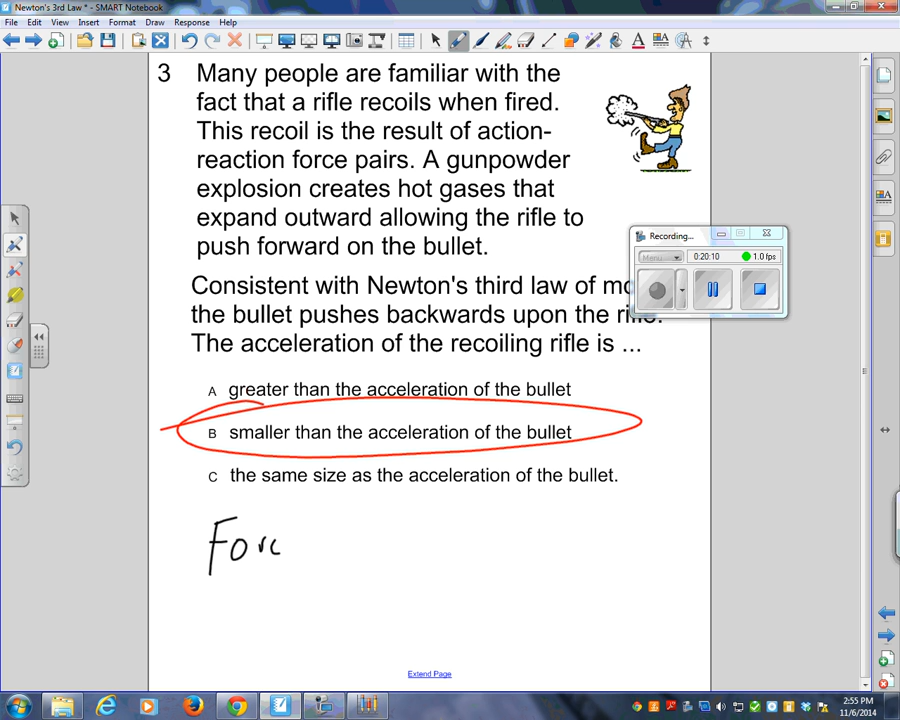 Newton's 3rd Law * - SMART Notebook
File Edit View Insert Format Draw Response Help
3 Many people are familiar with the
fact that a rifle recoils when fired.
This recoil is the result of action-
reaction force pairs. A gunpowder
explosion creates hot gases that
expand outward allowing the rifle to
push forward on the bullet.
Recording...
Menu 0:20:10 1.0 fps
Consistent with Newton's third law of mo
the bullet pushes backwards upon the rifle.
The acceleration of the recoiling rifle is ...
A greater than the acceleration of the bullet
B smaller than the acceleration of the bullet
C the same size as the acceleration of the bullet.
Forc
Extend Page
2:55 PM
11/6/2014